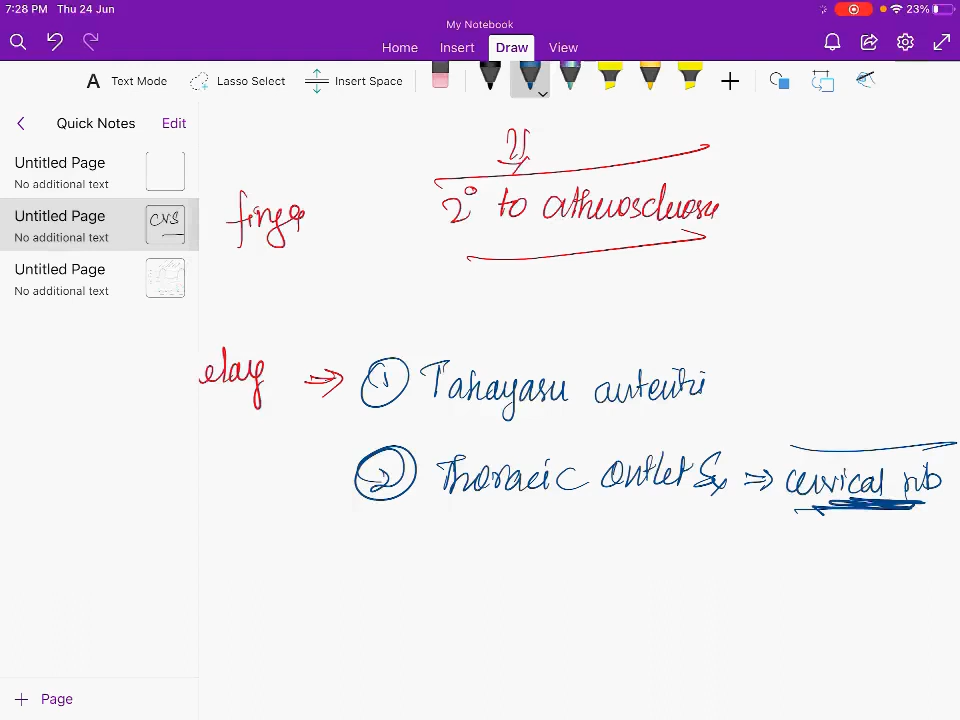 7:28 PM Thu 24 Jun
23%
My Notebook
Home Insert Draw View
Text Mode Lasso Select Insert Space
Quick Notes Edit
Untitled Page
No additional text
Untitled Page
No additional text
CNS
Untitled Page
No additional text
2° to atherosclerosis
elay ⇒ ① Takayasu arteritis
② Thoracic outlet Sx ⇒ cervical rib
+ Page